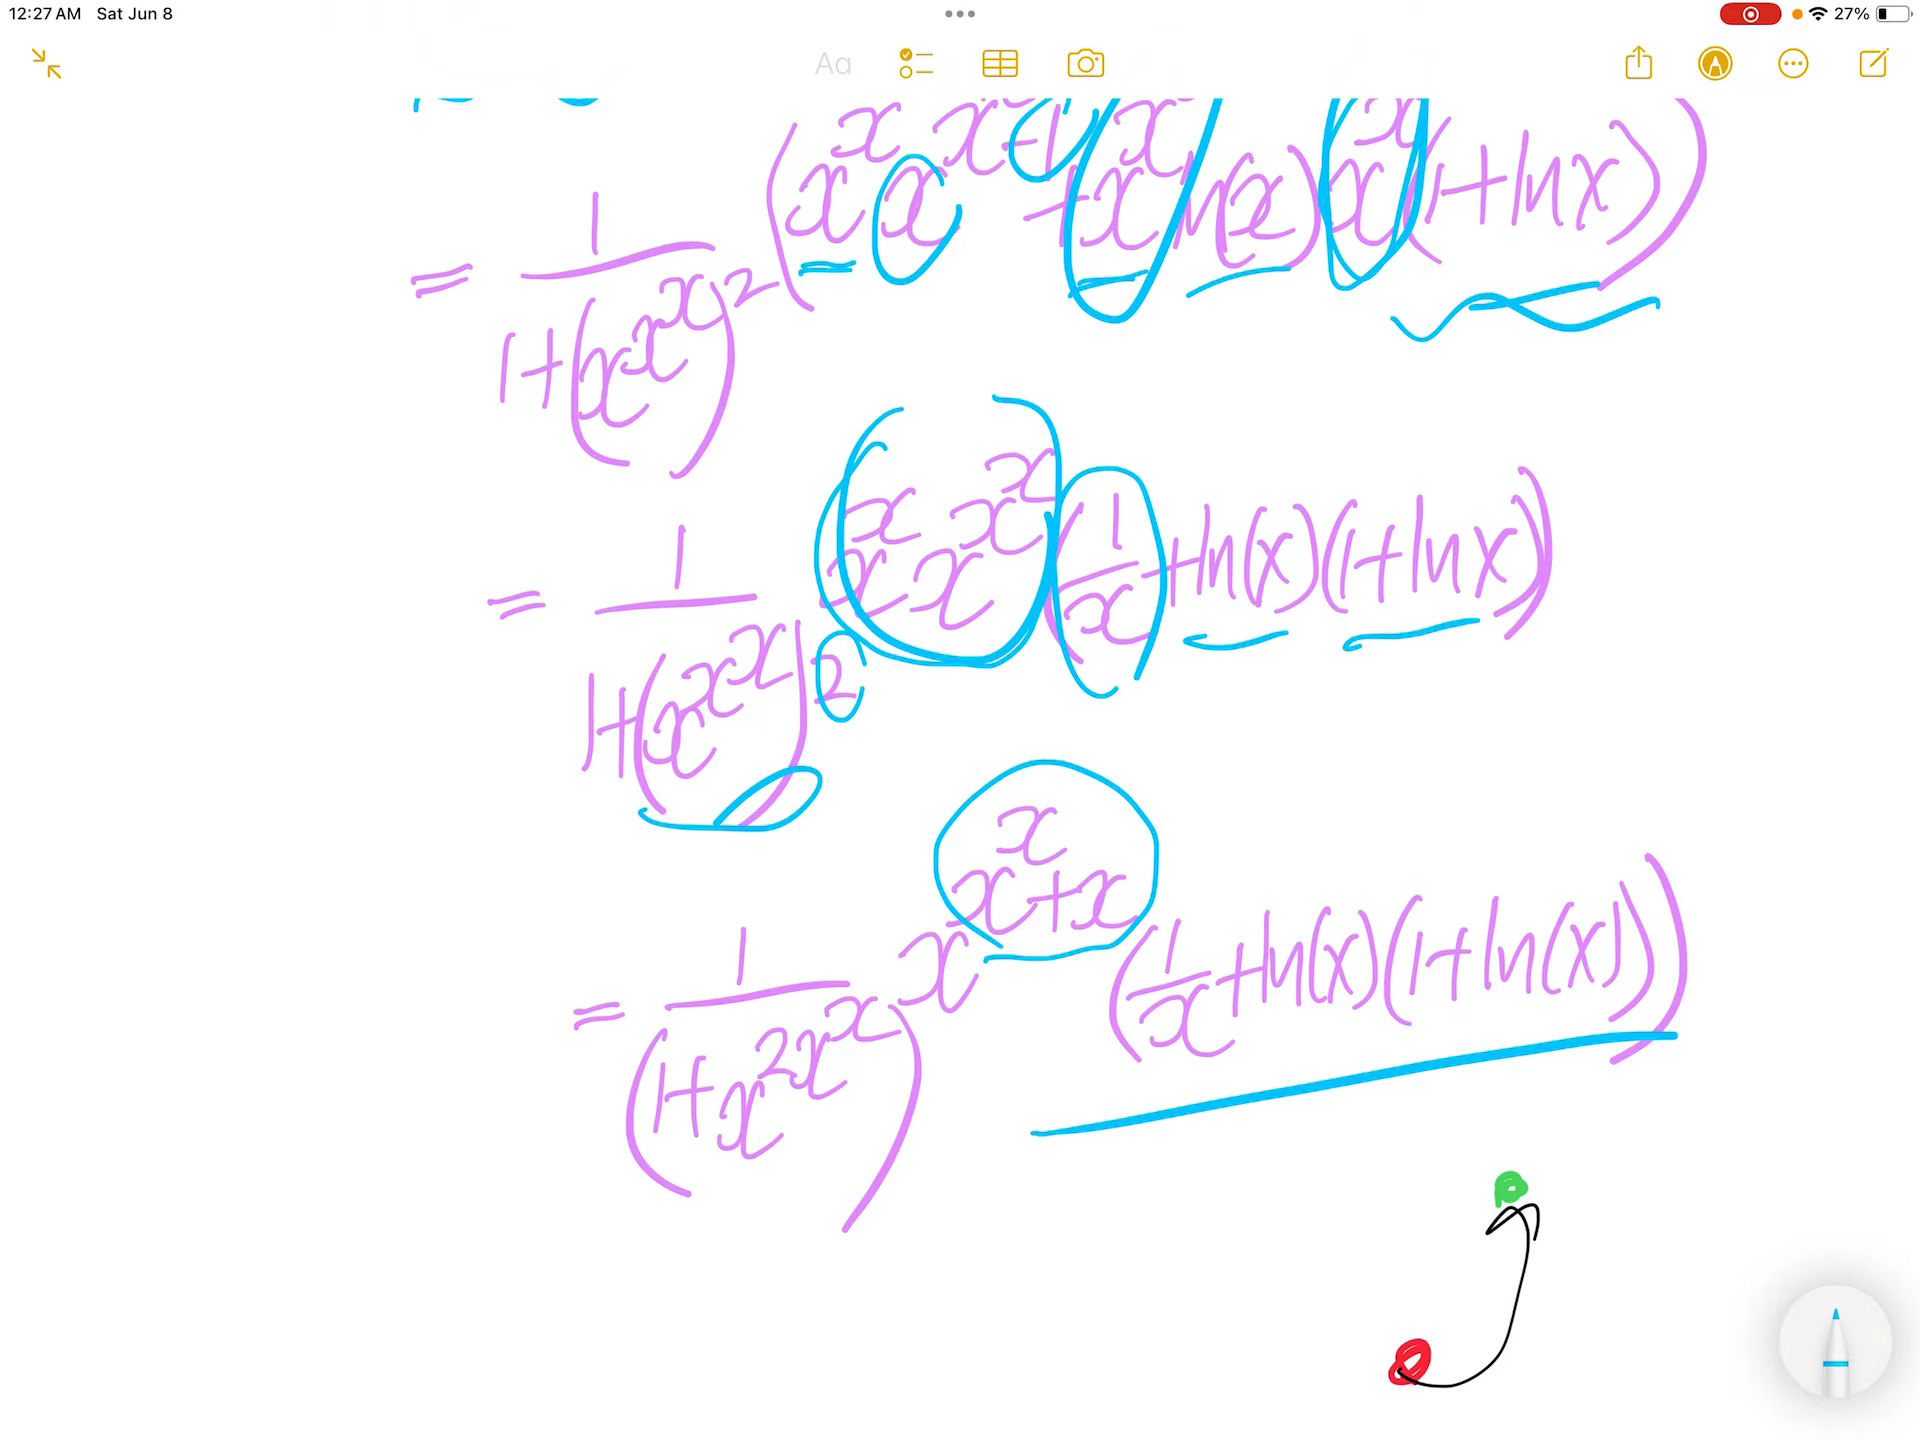 12:27 AM Sat Jun 8 27%
Aa
= 1/(1+(x^{x^x})^2) (x^x x^{x^x-1} + x^{x^x} ln(x) x^x (1+ln x))
= 1/(1+(x^{x^x})^2) x^{x^x} x^x (1/x + ln(x)(1+ln x))
= 1/(1+x^{2x^x}) x^{x^x+x} (1/x + ln(x)(1+ln(x)))